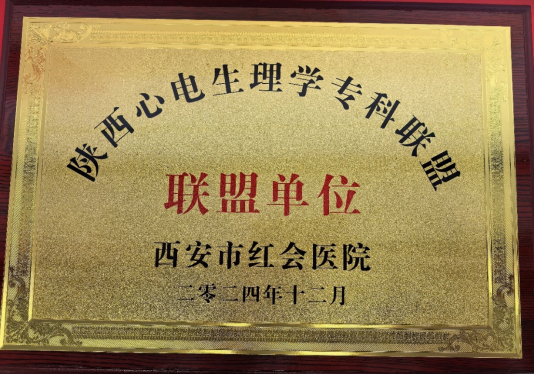 陕西心电生理学专科联盟
联盟单位
西安市红会医院
二零二四年十二月